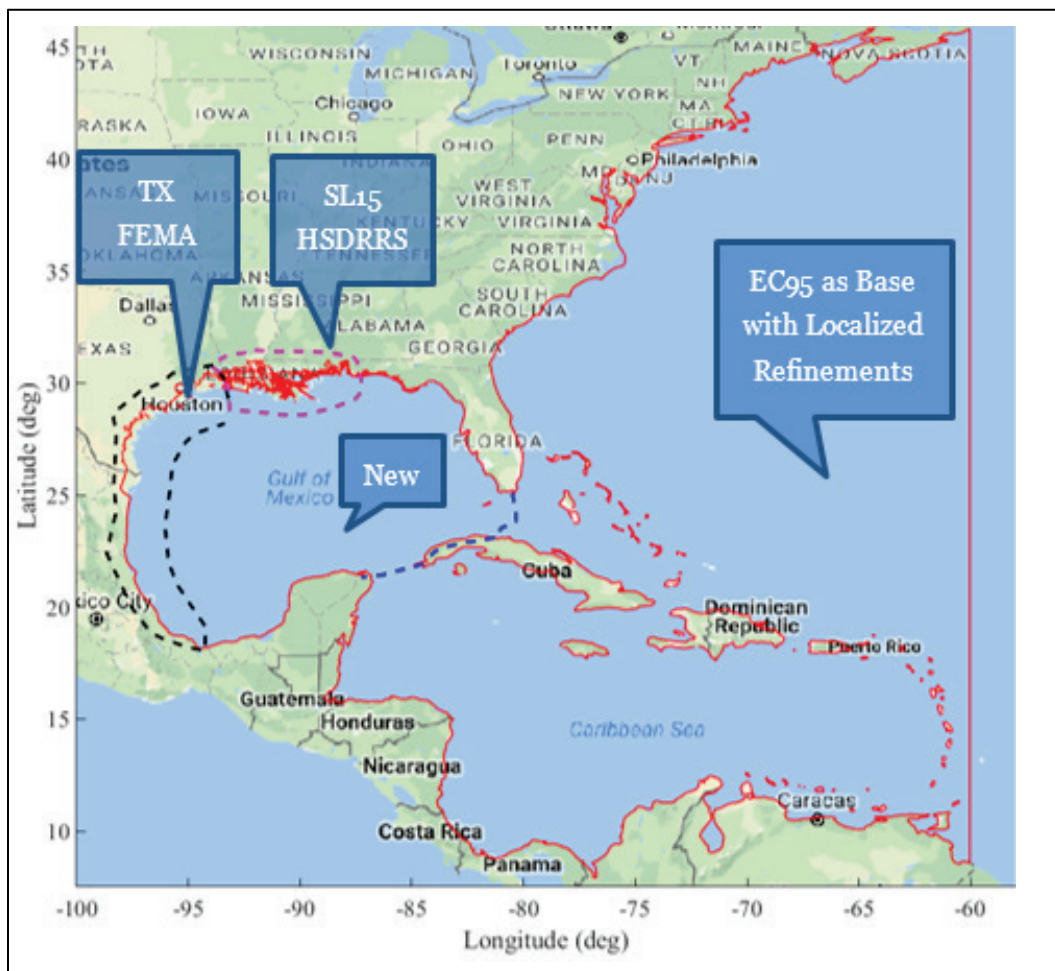 45
40
35
30
25
20
15
10
Latitude (deg)
-100
-95
-90
-85
-80
-75
-70
-65
-60
Longitude (deg)
TX
FEMA
SL15
HSDRRS
EC95 as Base
with Localized
Refinements
New
WISCONSIN
MICHIGAN
Toronto
VT
MAINE
NOVA SCOTIA
NH
NEW YORK
MA
IOWA
Chicago
ILLINOIS
OHIO
PENN
Philadelphia
NJ
WEST
VIRGINIA
VIRGINIA
NORTH
CAROLINA
SOUTH
CAROLINA
MISSISSIPPI
GEORGIA
Houston
FLORIDA
Gulf of
Mexico
Cuba
Dominican
Republic
Puerto Rico
Guatemala
Honduras
Caribbean Sea
Nicaragua
Caracas
Costa Rica
Panama